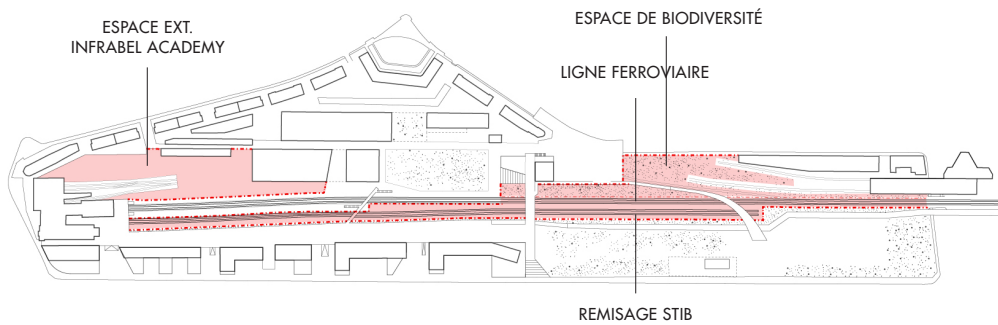 ESPACE EXT.
INFRABEL ACADEMY
ESPACE DE BIODIVERSITÉ
LIGNE FERROVIAIRE
REMISAGE STIB